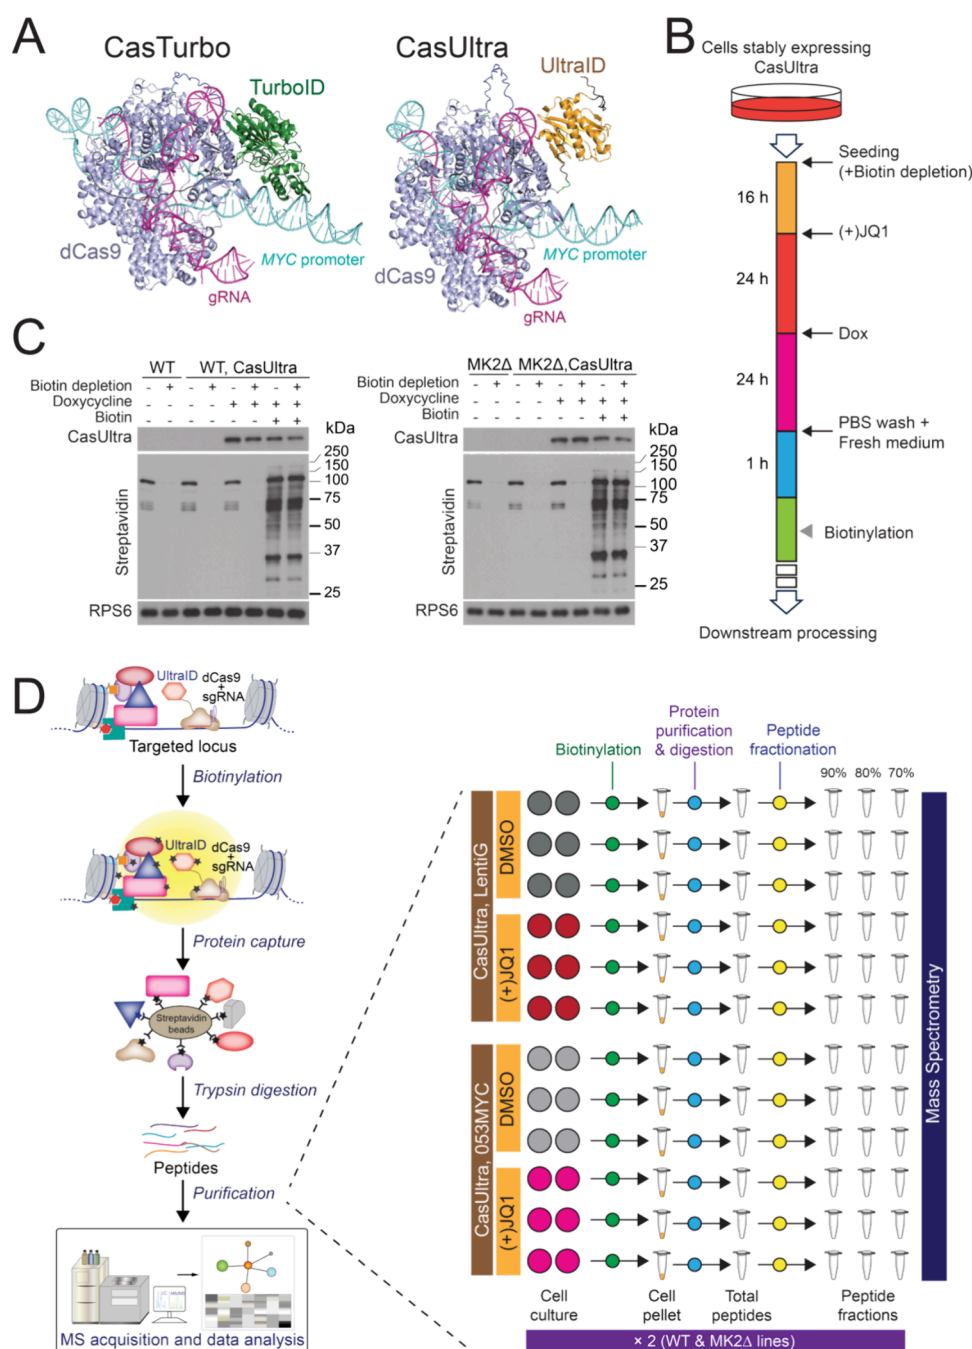 A
CasTurbo
TurboID
dCas9
MYC promoter
gRNA
CasUltra
UltraID
dCas9
MYC promoter
gRNA
B
Cells stably expressing
CasUltra
Seeding
(+Biotin depletion)
16 h
(+)JQ1
24 h
Dox
24 h
PBS wash +
Fresh medium
1 h
Biotinylation
Downstream processing
C
WT WT, CasUltra
Biotin depletion - + - + - + - +
Doxycycline - - - - + + + +
Biotin - - - - - - + +
kDa
CasUltra
250
150
100
75
50
37
25
Streptavidin
RPS6
MK2Δ MK2Δ,CasUltra
Biotin depletion - + - + - + - +
Doxycycline - - - - + + + +
Biotin - - - - - - + +
kDa
CasUltra
250
150
100
75
50
37
25
Streptavidin
RPS6
D
UltraID
dCas9
+
sgRNA
Targeted locus
Biotinylation
UltraID
dCas9
+
sgRNA
Protein capture
Streptavidin
beads
Trypsin digestion
Peptides
Purification
MS acquisition and data analysis
Biotinylation
Protein
purification
& digestion
Peptide
fractionation
90% 80% 70%
CasUltra, LentiG
DMSO
(+)JQ1
CasUltra, 053MYC
DMSO
(+)JQ1
Mass Spectrometry
Cell
culture
Cell
pellet
Total
peptides
Peptide
fractions
× 2 (WT & MK2Δ lines)